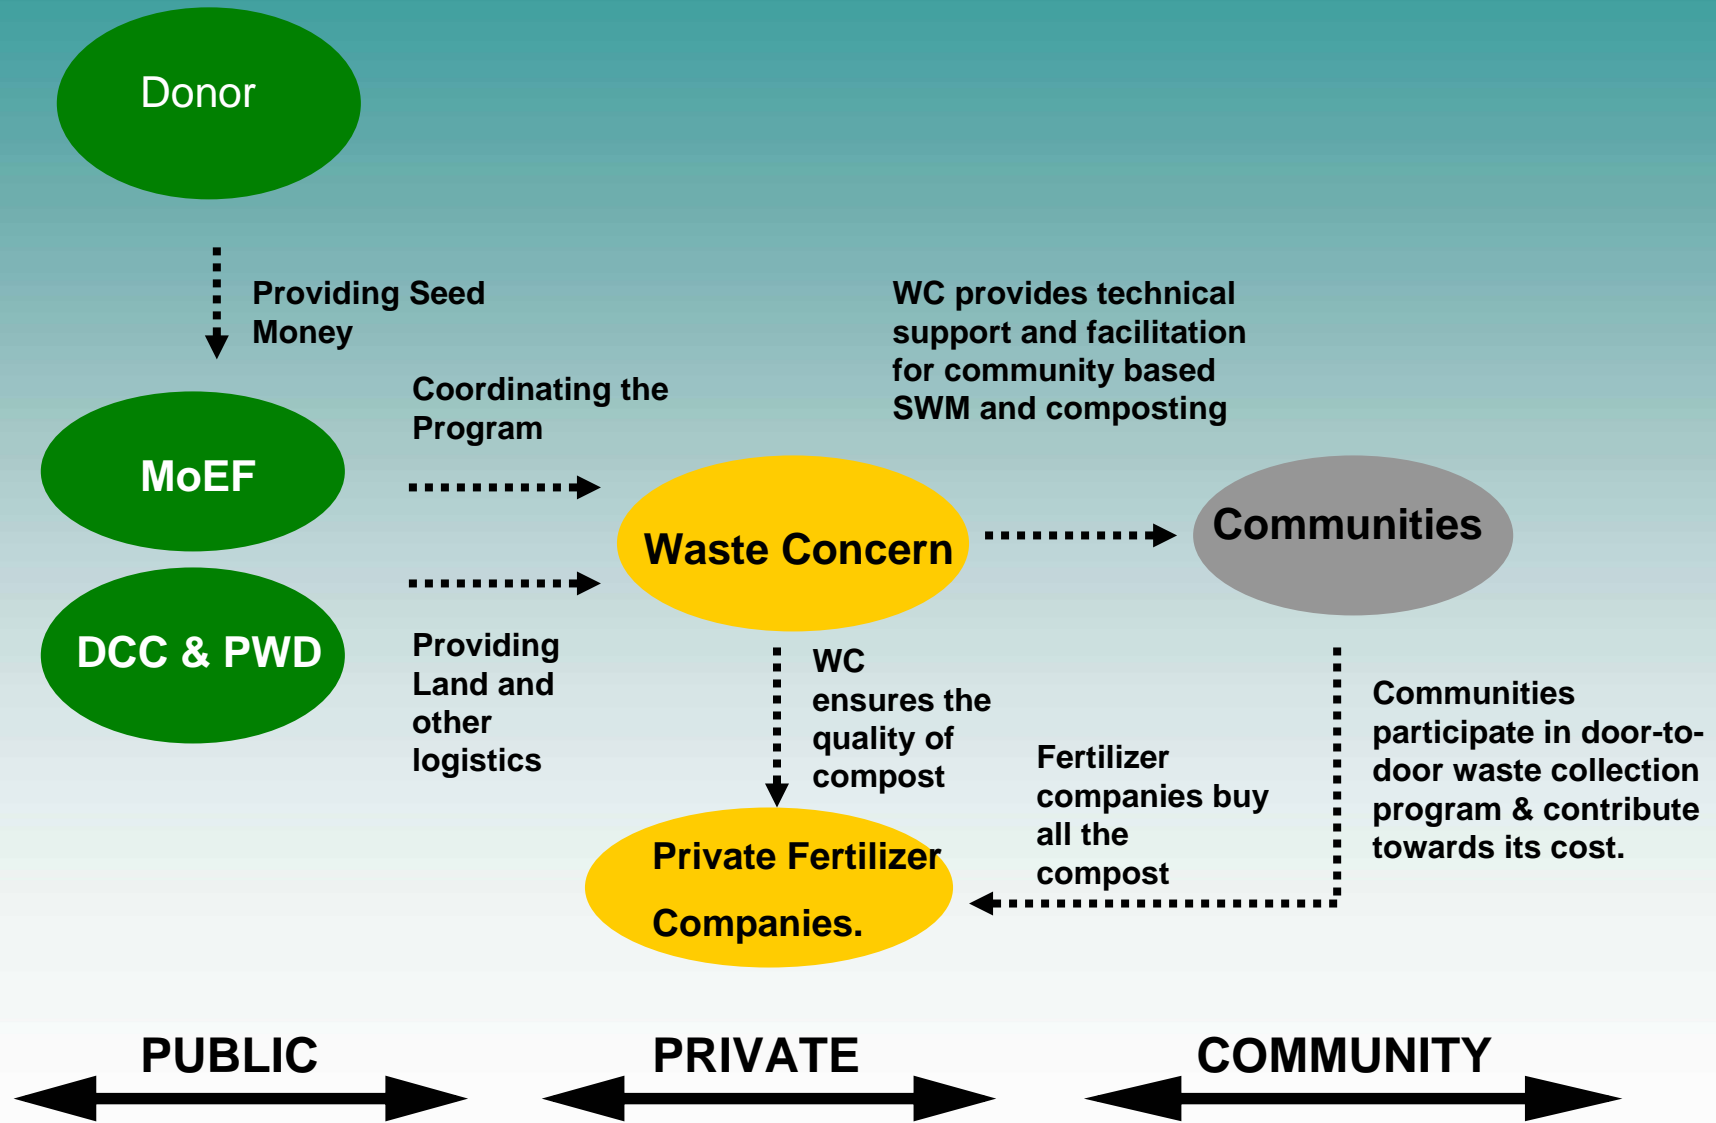 Donor
Providing Seed
Money
WC provides technical
support and facilitation
for community based
SWM and composting
Coordinating the
Program
MoEF
Waste Concern
Communities
DCC & PWD
Providing
Land and
other
logistics
WC
ensures the
quality of
compost
Fertilizer
companies buy
all the
compost
Communities
participate in door-to-
door waste collection
program & contribute
towards its cost.
Private Fertilizer
Companies.
PUBLIC
PRIVATE
COMMUNITY